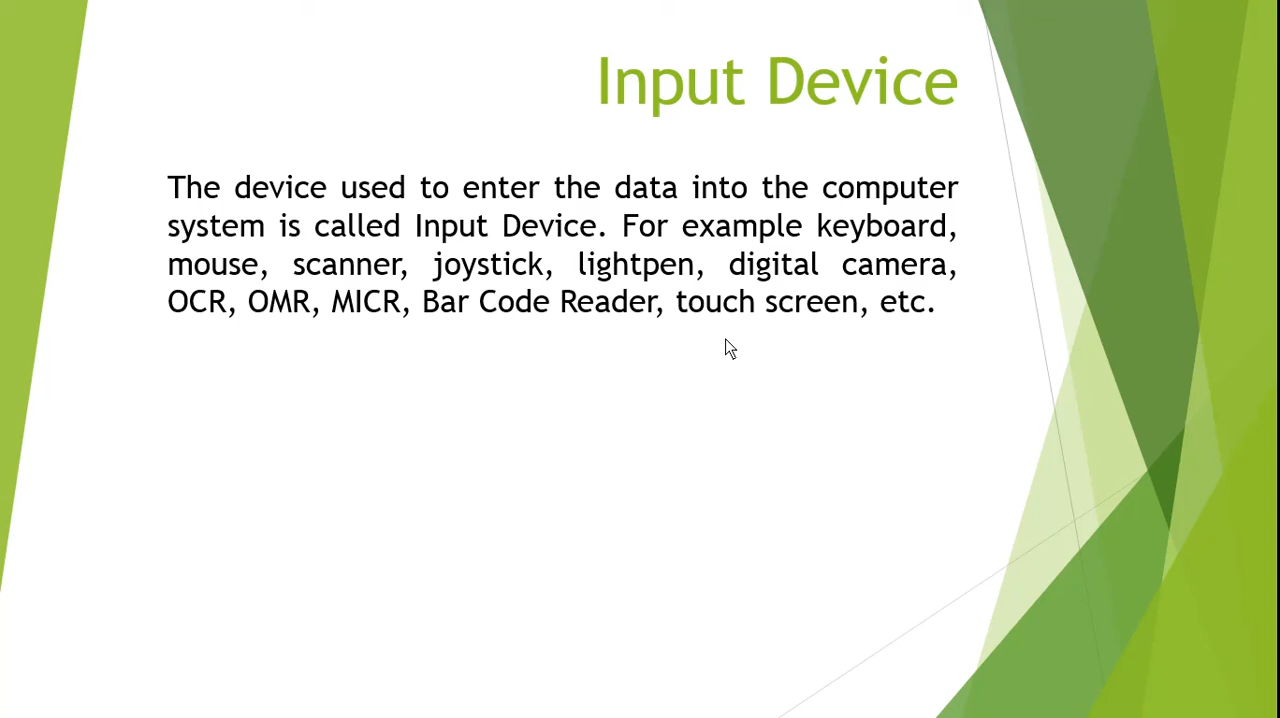 Input Device
The device used to enter the data into the computer
system is called Input Device. For example keyboard,
mouse, scanner, joystick, lightpen, digital camera,
OCR, OMR, MICR, Bar Code Reader, touch screen, etc.